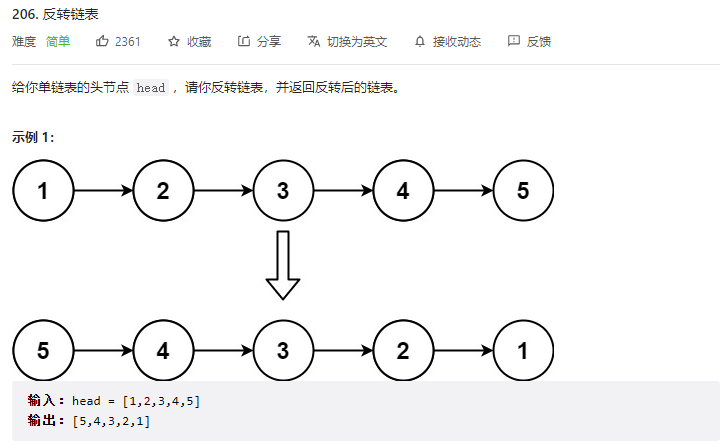 206. 反转链表
难度 简单 2361 收藏 分享 切换为英文 接收动态 反馈
给你单链表的头节点 head ，请你反转链表，并返回反转后的链表。
示例 1：
1 2 3 4 5
5 4 3 2 1
输入：head = [1,2,3,4,5]
输出：[5,4,3,2,1]